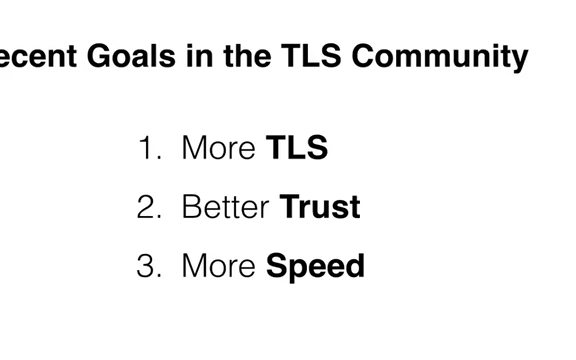 ecent Goals in the TLS Community
1. More TLS
2. Better Trust
3. More Speed